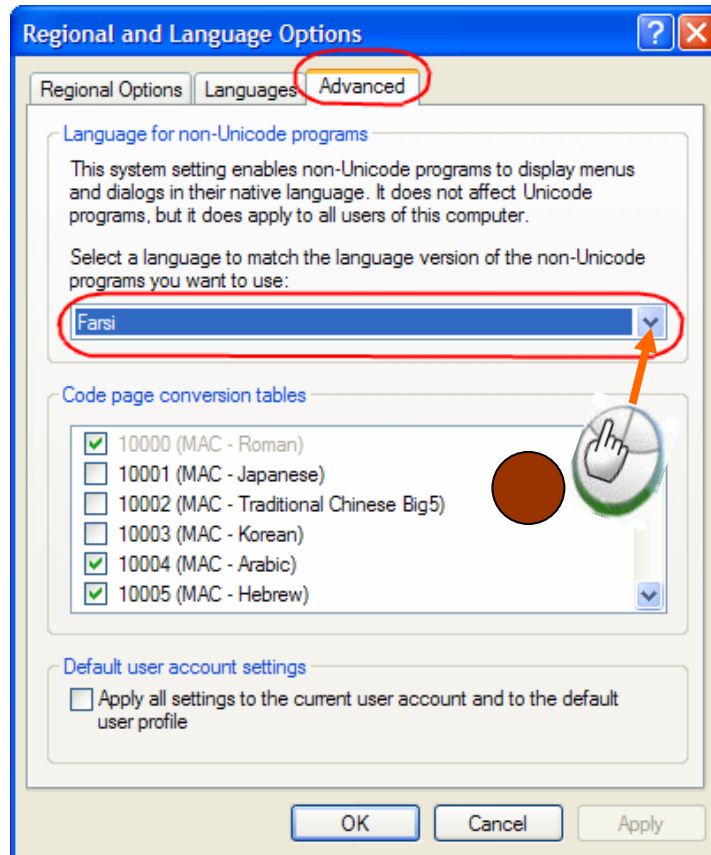 Regional and Language Options
Regional Options Languages Advanced
Language for non-Unicode programs
This system setting enables non-Unicode programs to display menus
and dialogs in their native language. It does not affect Unicode
programs, but it does apply to all users of this computer.
Select a language to match the language version of the non-Unicode
programs you want to use:
Farsi
Code page conversion tables
10000 (MAC - Roman)
10001 (MAC - Japanese)
10002 (MAC - Traditional Chinese Big5)
10003 (MAC - Korean)
10004 (MAC - Arabic)
10005 (MAC - Hebrew)
Default user account settings
Apply all settings to the current user account and to the default
user profile
OK Cancel Apply